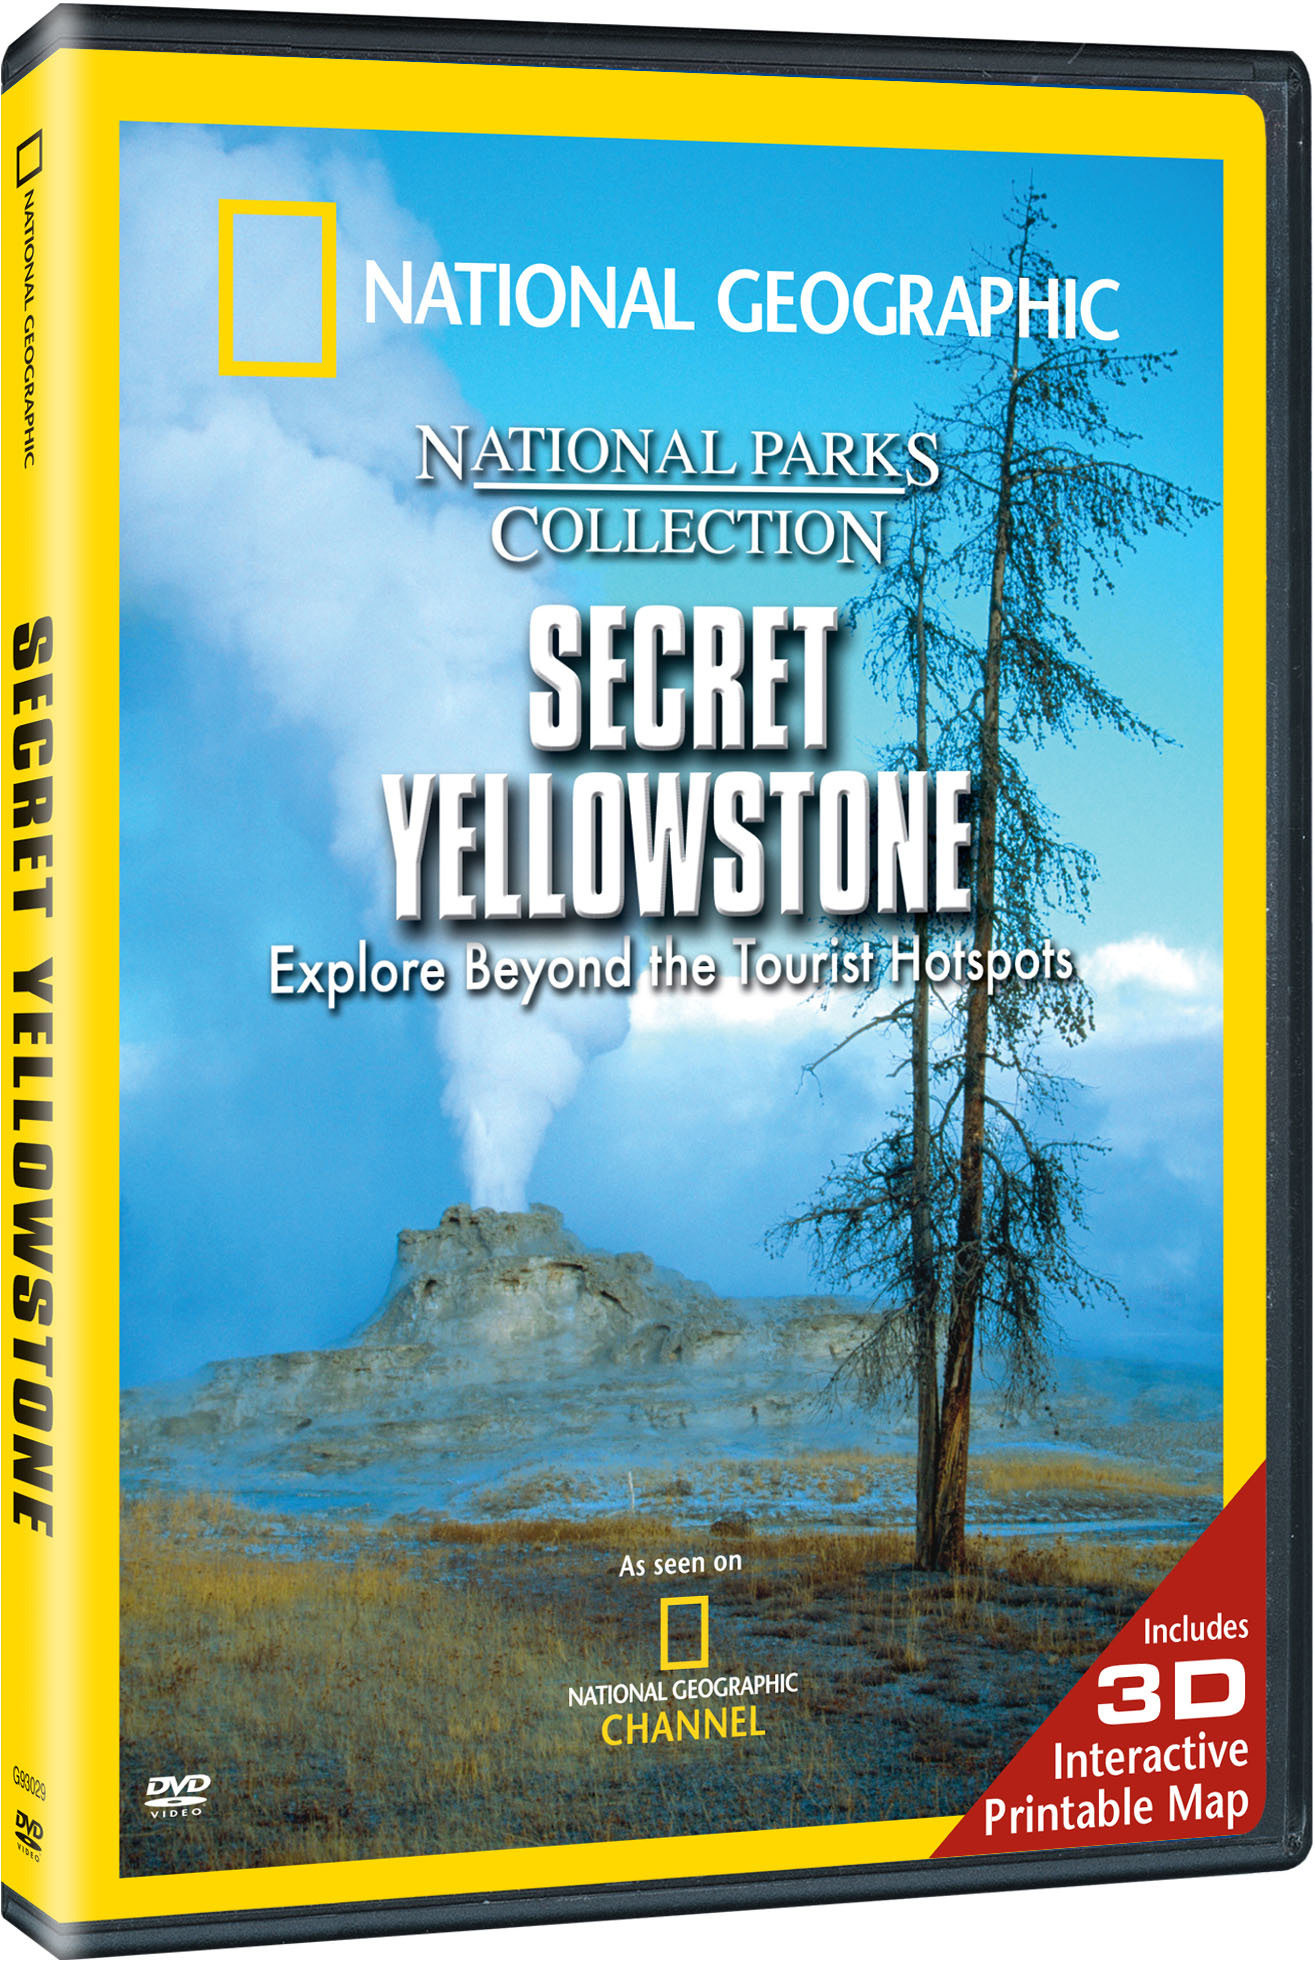 NATIONAL GEOGRAPHIC
SECRET YELLOWSTONE
G93029
DVD
VIDEO
NATIONAL GEOGRAPHIC
NATIONAL PARKS
COLLECTION
SECRET
YELLOWSTONE
Explore Beyond the Tourist Hotspots
As seen on
NATIONAL GEOGRAPHIC
CHANNEL
DVD
VIDEO
Includes
3D
Interactive
Printable Map